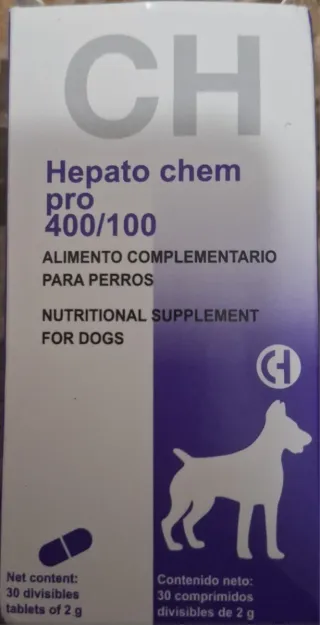 CH
Hepato chem
pro
400/100
ALIMENTO COMPLEMENTARIO
PARA PERROS
NUTRITIONAL SUPPLEMENT
FOR DOGS
CH
Net content:
30 divisibles
tablets of 2 g
Contenido neto:
30 comprimidos
divisibles de 2 g